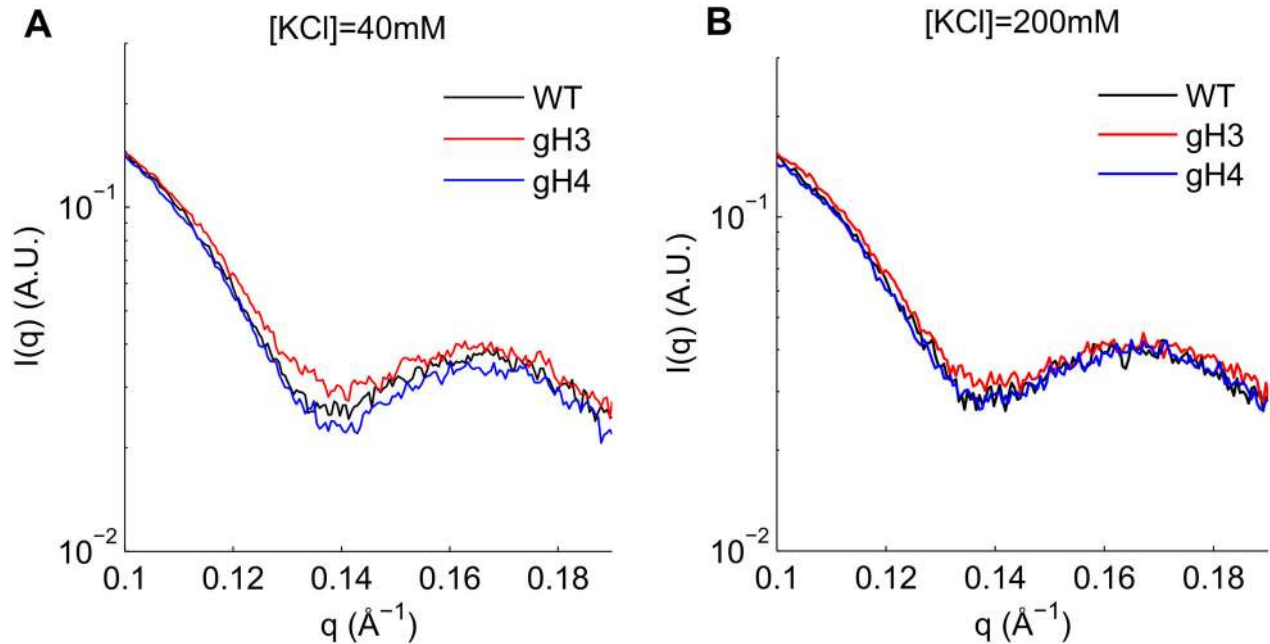 A
[KCl]=40mM
WT
gH3
gH4
10⁻¹
10⁻²
I(q) (A.U.)
0.1 0.12 0.14 0.16 0.18
q (Å⁻¹)
B
[KCl]=200mM
WT
gH3
gH4
10⁻¹
10⁻²
I(q) (A.U.)
0.1 0.12 0.14 0.16 0.18
q (Å⁻¹)